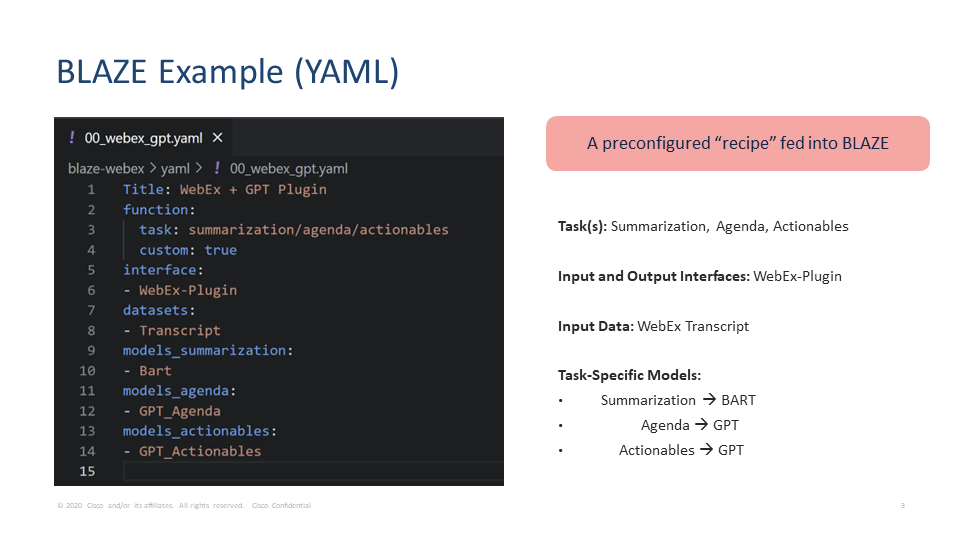 BLAZE Example (YAML)
! 00_webex_gpt.yaml ×
blaze-webex > yaml > ! 00_webex_gpt.yaml
1 Title: WebEx + GPT Plugin
2 function:
3 task: summarization/agenda/actionables
4 custom: true
5 interface:
6 - WebEx-Plugin
7 datasets:
8 - Transcript
9 models_summarization:
10 - Bart
11 models_agenda:
12 - GPT_Agenda
13 models_actionables:
14 - GPT_Actionables
15
A preconfigured “recipe” fed into BLAZE
Task(s): Summarization, Agenda, Actionables
Input and Output Interfaces: WebEx-Plugin
Input Data: WebEx Transcript
Task-Specific Models:
• Summarization → BART
• Agenda → GPT
• Actionables → GPT
© 2020 Cisco and/or its affiliates. All rights reserved. Cisco Confidential
3